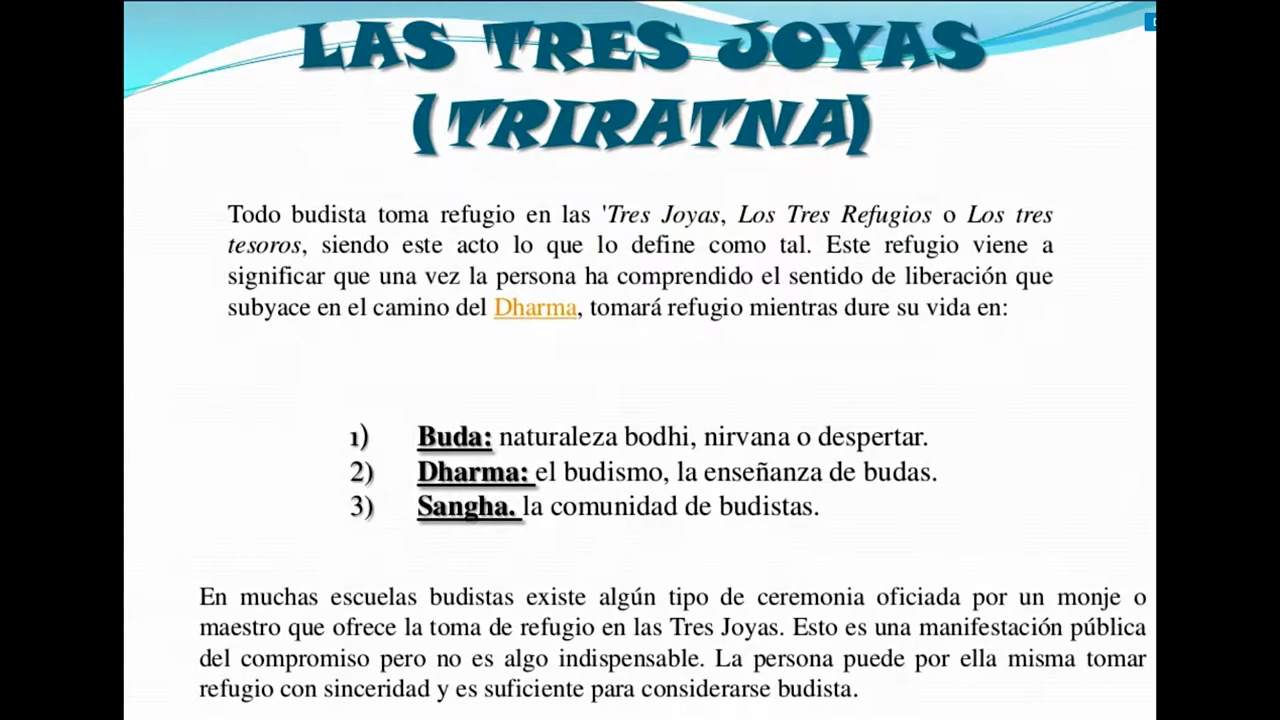 LAS TRES JOYAS
(TRIRATNA)
Todo budista toma refugio en las 'Tres Joyas, Los Tres Refugios o Los tres
tesoros, siendo este acto lo que lo define como tal. Este refugio viene a
significar que una vez la persona ha comprendido el sentido de liberación que
subyace en el camino del Dharma, tomará refugio mientras dure su vida en:
1) Buda: naturaleza bodhi, nirvana o despertar.
2) Dharma: el budismo, la enseñanza de budas.
3) Sangha. la comunidad de budistas.
En muchas escuelas budistas existe algún tipo de ceremonia oficiada por un monje o
maestro que ofrece la toma de refugio en las Tres Joyas. Esto es una manifestación pública
del compromiso pero no es algo indispensable. La persona puede por ella misma tomar
refugio con sinceridad y es suficiente para considerarse budista.